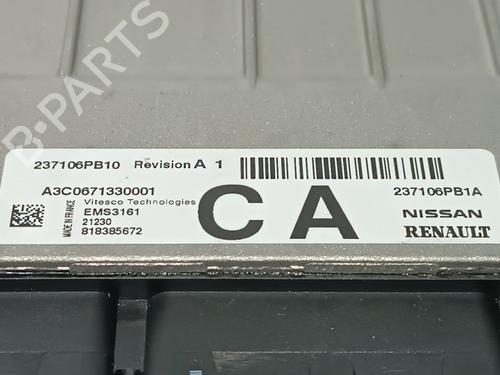 B-PARTS
237106PB10 Revision A 1
A3C0671330001
237106PB1A
MADE IN FRANCE
Vitesco Technologies
EMS3161
21230
818385672
CA
NISSAN
RENAULT